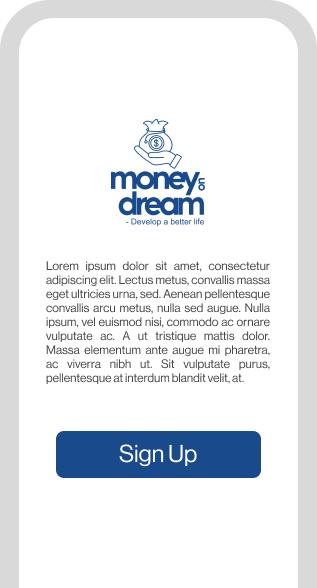 $
money on
dream
- Develop a better life
Lorem ipsum dolor sit amet, consectetur
adipiscing elit. Lectus metus, convallis massa
eget ultricies urna, sed. Aenean pellentesque
convallis arcu metus, nulla sed augue. Nulla
ipsum, vel euismod nisi, commodo ac ornare
vulputate ac. A ut tristique mattis dolor.
Massa elementum ante augue mi pharetra,
ac viverra nibh ut. Sit vulputate purus,
pellentesque at interdum blandit velit, at.
Sign Up